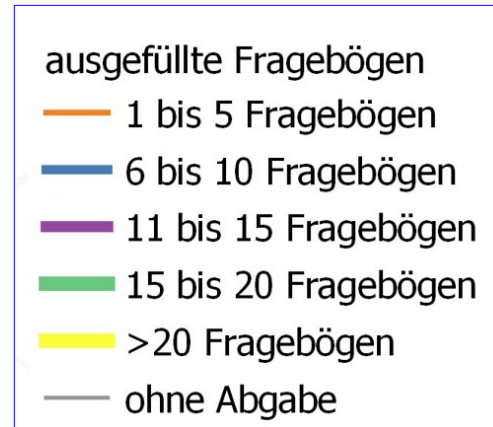 ausgefüllte Fragebögen
1 bis 5 Fragebögen
6 bis 10 Fragebögen
11 bis 15 Fragebögen
15 bis 20 Fragebögen
>20 Fragebögen
ohne Abgabe